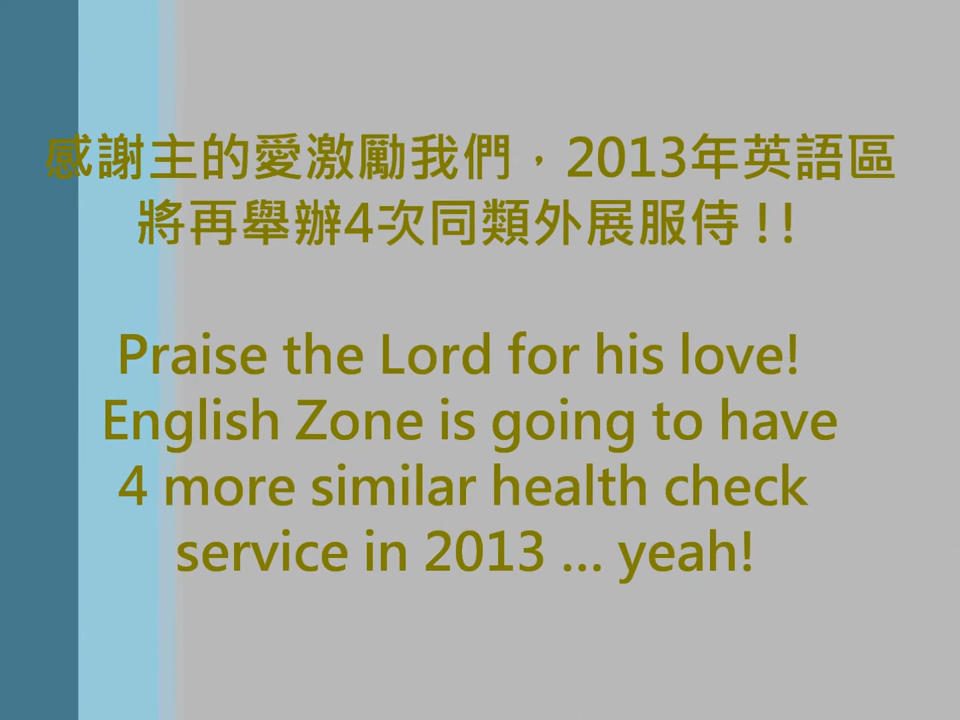 感謝主的愛激勵我們，2013年英語區
將再舉辦4次同類外展服侍!!
Praise the Lord for his love!
English Zone is going to have
4 more similar health check
service in 2013 ... yeah!